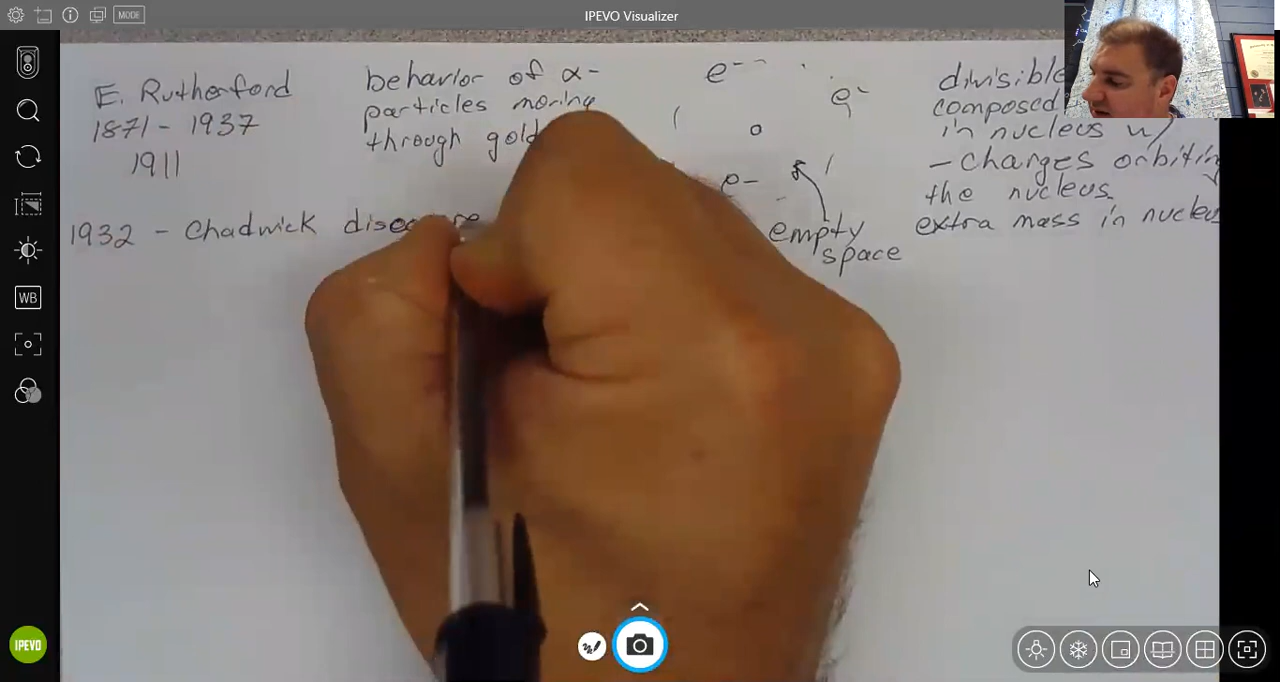 IPEVO Visualizer
MODE
E. Rutherford
1871 - 1937
1911
behavior of α-
particles moving
through gold
e-
e-
e-
empty
space
divisible
composed
in nucleus w/
- charges orbiting
the nucleus.
extra mass in nucleus
1932 - Chadwick
WB
IPEVO